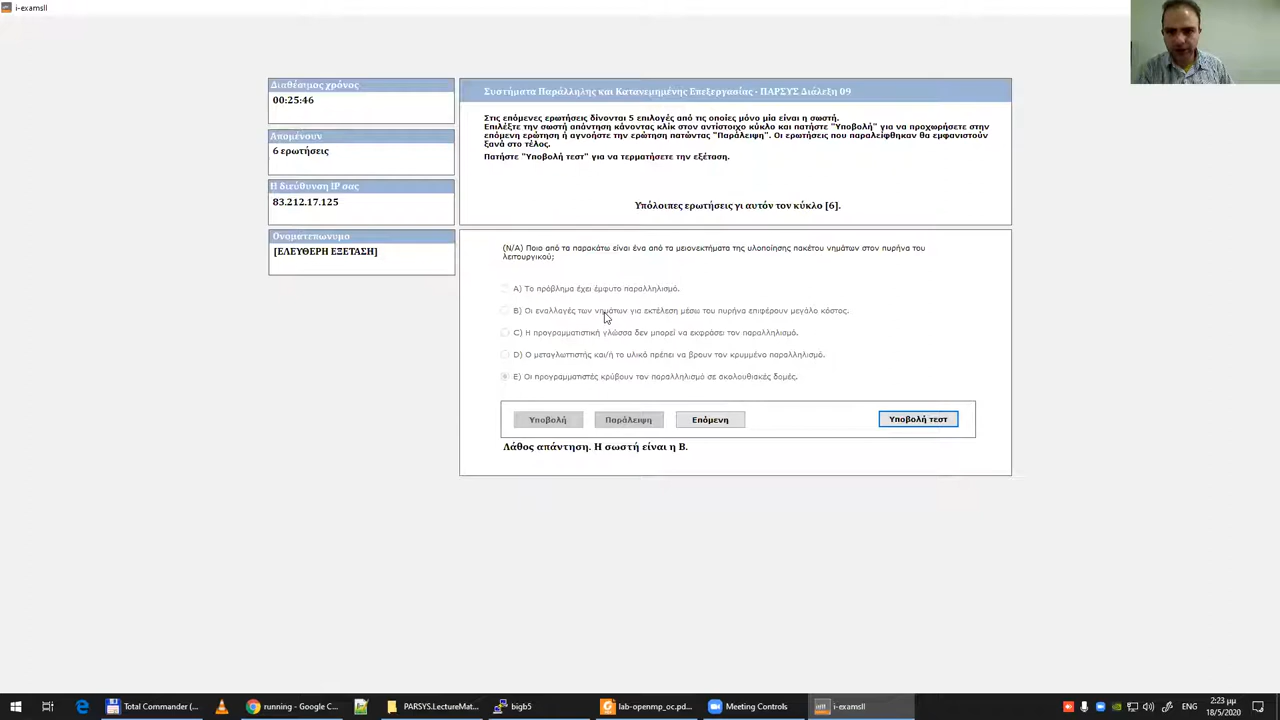 i-examsII
Διαθέσιμος χρόνος
00:25:46
Απομένουν
6 ερωτήσεις
Η διεύθυνση IP σας
83.212.17.125
Ονοματεπώνυμο
[ΕΛΕΥΘΕΡΗ ΕΞΕΤΑΣΗ]
Συστήματα Παράλληλης και Κατανεμημένης Επεξεργασίας - ΠΑΡΣΥΣ Διάλεξη 09
Στις επόμενες ερωτήσεις δίνονται 5 επιλογές από τις οποίες μόνο μία είναι η σωστή.
Επιλέξτε την σωστή απάντηση κάνοντας κλίκ στον αντίστοιχο κύκλο και πατήστε "Υποβολή" για να προχωρήσετε στην
επόμενη ερώτηση ή αγνοήστε την ερώτηση πατώντας "Παράλειψη". Οι ερωτήσεις που παραλείφθηκαν θα εμφανιστούν
ξανά στο τέλος.
Πατήστε "Υποβολή τεστ" για να τερματήσετε την εξέταση.
Υπόλοιπες ερωτήσεις γι αυτόν τον κύκλο [6].
(N/A) Ποιο από τα παρακάτω είναι ένα από τα μειονεκτήματα της υλοποίησης πακέτου νημάτων στον πυρήνα του
λειτουργικού;
A) Το πρόβλημα έχει έμφυτο παραλληλισμό.
B) Οι εναλλαγές των νημάτων για εκτέλεση μέσω του πυρήνα επιφέρουν μεγάλο κόστος.
C) Η προγραμματιστική γλώσσα δεν μπορεί να εκφράσει τον παραλληλισμό.
D) Ο μεταγλωττιστής και/ή το υλικό πρέπει να βρουν τον κρυμμένο παραλληλισμό.
E) Οι προγραμματιστές κρύβουν τον παραλληλισμό σε ακολουθιακές δομές.
Υποβολή Παράλειψη Επόμενη Υποβολή τεστ
Λάθος απάντηση. Η σωστή είναι η B.
Total Commander (... running - Google C... PARSYS.LectureMat... bigb5 lab-openmp_oc.pd... Meeting Controls i-examsII
ENG
2:23 μμ
18/5/2020